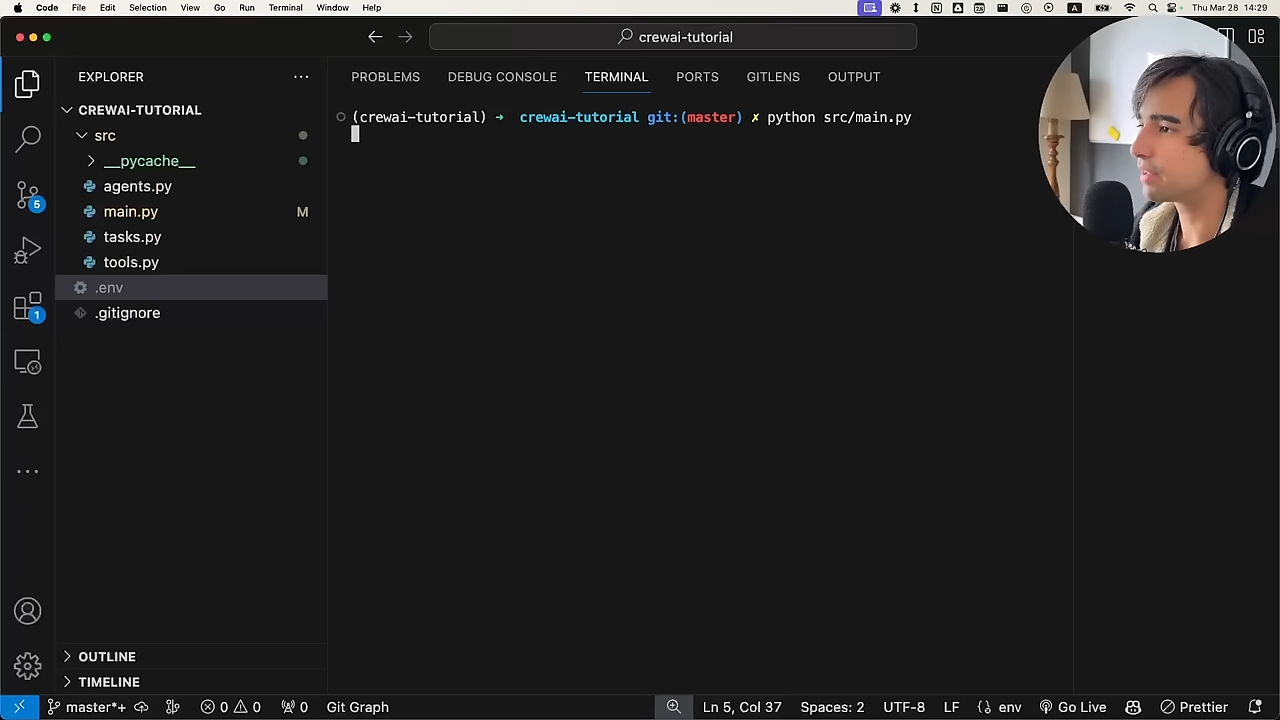 Code File Edit Selection View Go Run Terminal Window Help
A Thu Mar 28 14:29
crewai-tutorial
EXPLORER
PROBLEMS DEBUG CONSOLE TERMINAL PORTS GITLENS OUTPUT
CREWAI-TUTORIAL
(crewai-tutorial) ➜ crewai-tutorial git:(master) ✗ python src/main.py
src
__pycache__
agents.py
main.py M
tasks.py
tools.py
.env
.gitignore
5
1
OUTLINE
TIMELINE
master*+ 0 0 0 Git Graph Ln 5, Col 37 Spaces: 2 UTF-8 LF {} env Go Live Prettier